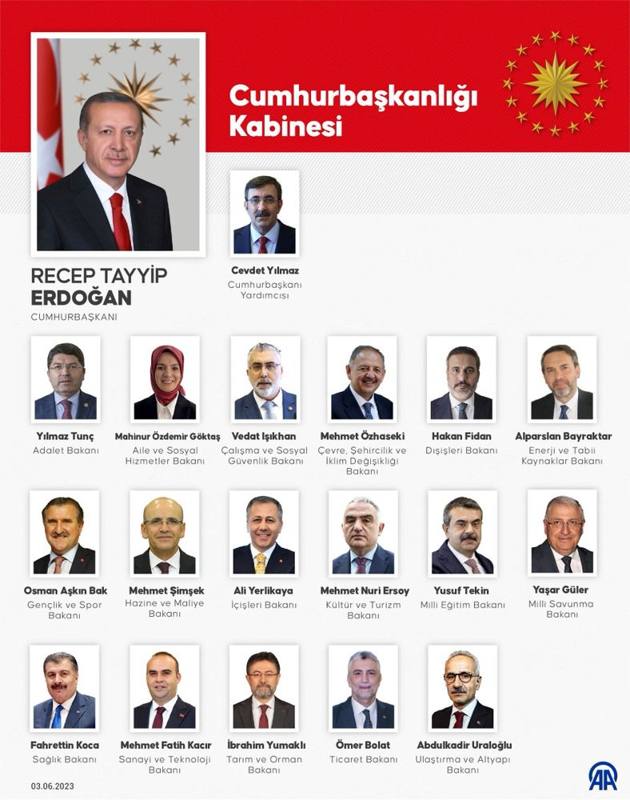 Cumhurbaşkanlığı
Kabinesi
RECEP TAYYİP
ERDOĞAN
CUMHURBAŞKANI
Cevdet Yılmaz
Cumhurbaşkanı
Yardımcısı
Yılmaz Tunç
Adalet Bakanı
Mahinur Özdemir Göktaş
Aile ve Sosyal
Hizmetler Bakanı
Vedat Işıkhan
Çalışma ve Sosyal
Güvenlik Bakanı
Mehmet Özhaseki
Çevre, Şehircilik ve
İklim Değişikliği
Bakanı
Hakan Fidan
Dışişleri Bakanı
Alparslan Bayraktar
Enerji ve Tabii
Kaynaklar Bakanı
Osman Aşkın Bak
Gençlik ve Spor
Bakanı
Mehmet Şimşek
Hazine ve Maliye
Bakanı
Ali Yerlikaya
İçişleri Bakanı
Mehmet Nuri Ersoy
Kültür ve Turizm
Bakanı
Yusuf Tekin
Milli Eğitim Bakanı
Yaşar Güler
Milli Savunma
Bakanı
Fahrettin Koca
Sağlık Bakanı
Mehmet Fatih Kacır
Sanayi ve Teknoloji
Bakanı
İbrahim Yumaklı
Tarım ve Orman
Bakanı
Ömer Bolat
Ticaret Bakanı
Abdulkadir Uraloğlu
Ulaştırma ve Altyapı
Bakanı
03.06.2023
AA